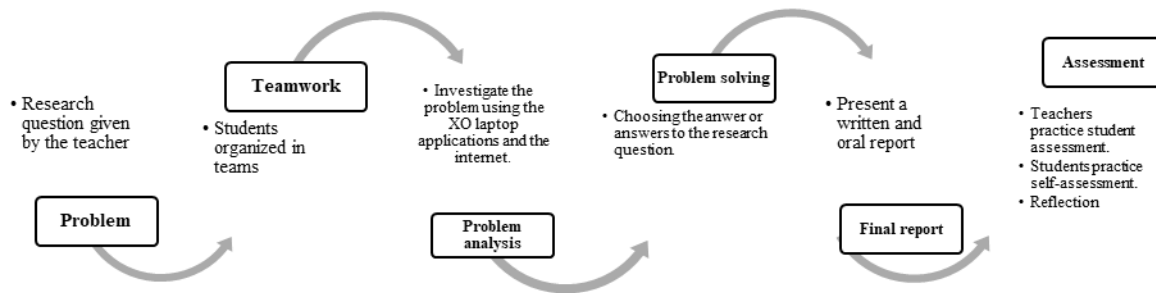 • Research
question given
by the teacher
Problem
Teamwork
• Students
organized in
teams
• Investigate the
problem using the
XO laptop
applications and the
internet.
Problem
analysis
Problem solving
• Choosing the anwer or
answers to the research
question.
• Present a
written and
oral report
Final report
Assessment
• Teachers
practice student
assessment.
• Students practice
self-assessment.
• Reflection